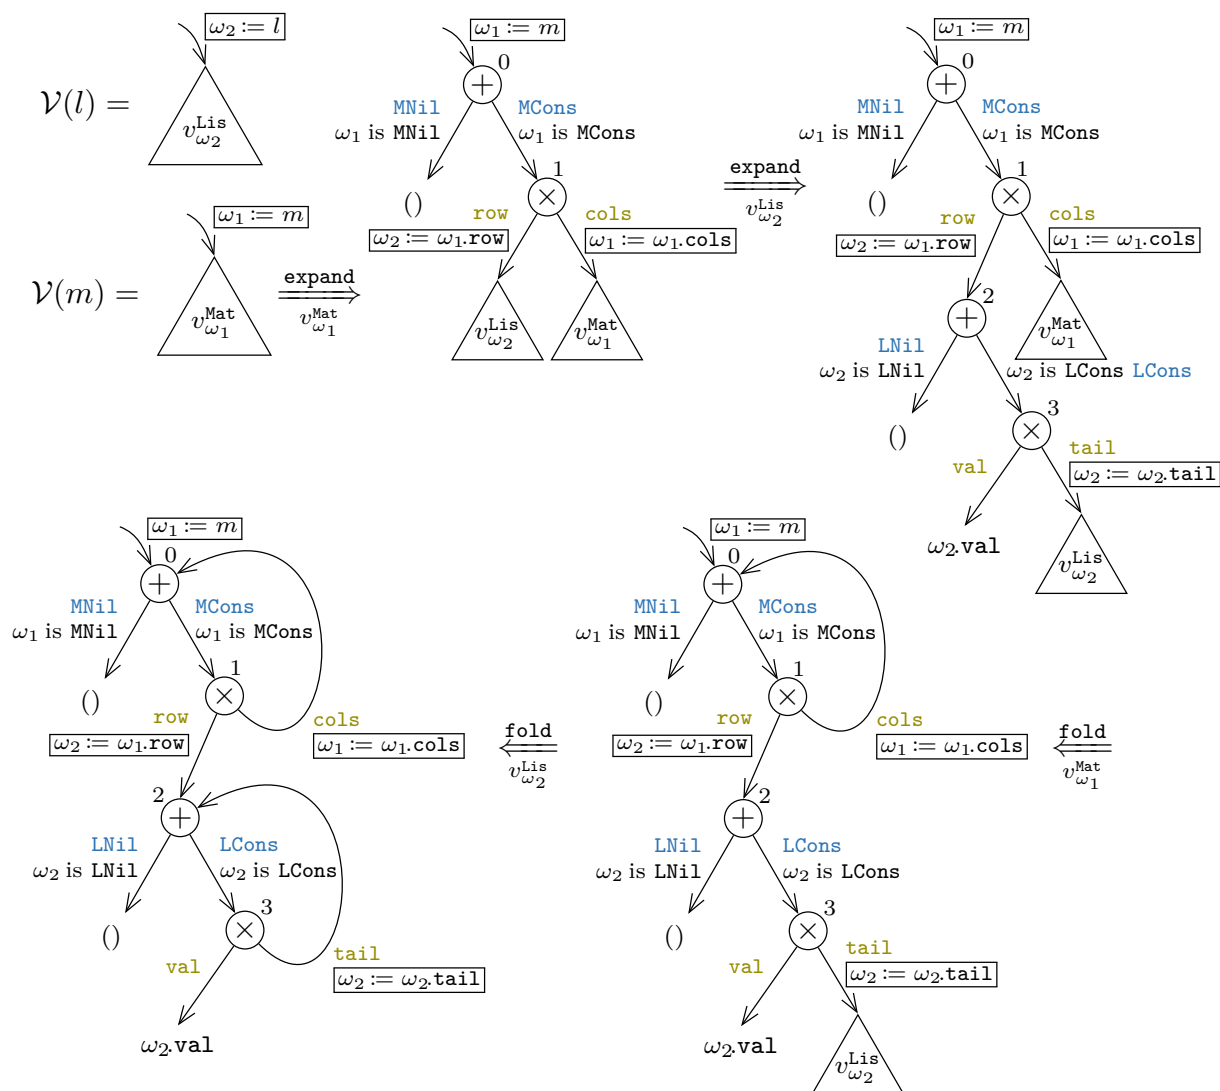 𝒱(l) =
ω₂ := l
v^Lis_ω₂
𝒱(m) =
ω₁ := m
v^Mat_ω₁
expand
v^Mat_ω₁
ω₁ := m
0
+
MNil
ω₁ is MNil
MCons
ω₁ is MCons
()
1
×
row
ω₂ := ω₁.row
cols
ω₁ := ω₁.cols
v^Lis_ω₂
v^Mat_ω₁
expand
v^Lis_ω₂
ω₁ := m
0
+
MNil
ω₁ is MNil
MCons
ω₁ is MCons
()
1
×
row
ω₂ := ω₁.row
cols
ω₁ := ω₁.cols
2
+
v^Mat_ω₁
LNil
ω₂ is LNil
ω₂ is LCons LCons
()
3
×
val
tail
ω₂ := ω₂.tail
ω₂.val
v^Lis_ω₂
ω₁ := m
0
+
MNil
ω₁ is MNil
MCons
ω₁ is MCons
()
1
×
row
ω₂ := ω₁.row
cols
ω₁ := ω₁.cols
2
+
LNil
ω₂ is LNil
LCons
ω₂ is LCons
()
3
×
val
tail
ω₂ := ω₂.tail
ω₂.val
fold
v^Lis_ω₂
ω₁ := m
0
+
MNil
ω₁ is MNil
MCons
ω₁ is MCons
()
1
×
row
ω₂ := ω₁.row
cols
ω₁ := ω₁.cols
2
+
LNil
ω₂ is LNil
LCons
ω₂ is LCons
()
3
×
val
tail
ω₂ := ω₂.tail
ω₂.val
v^Lis_ω₂
fold
v^Mat_ω₁